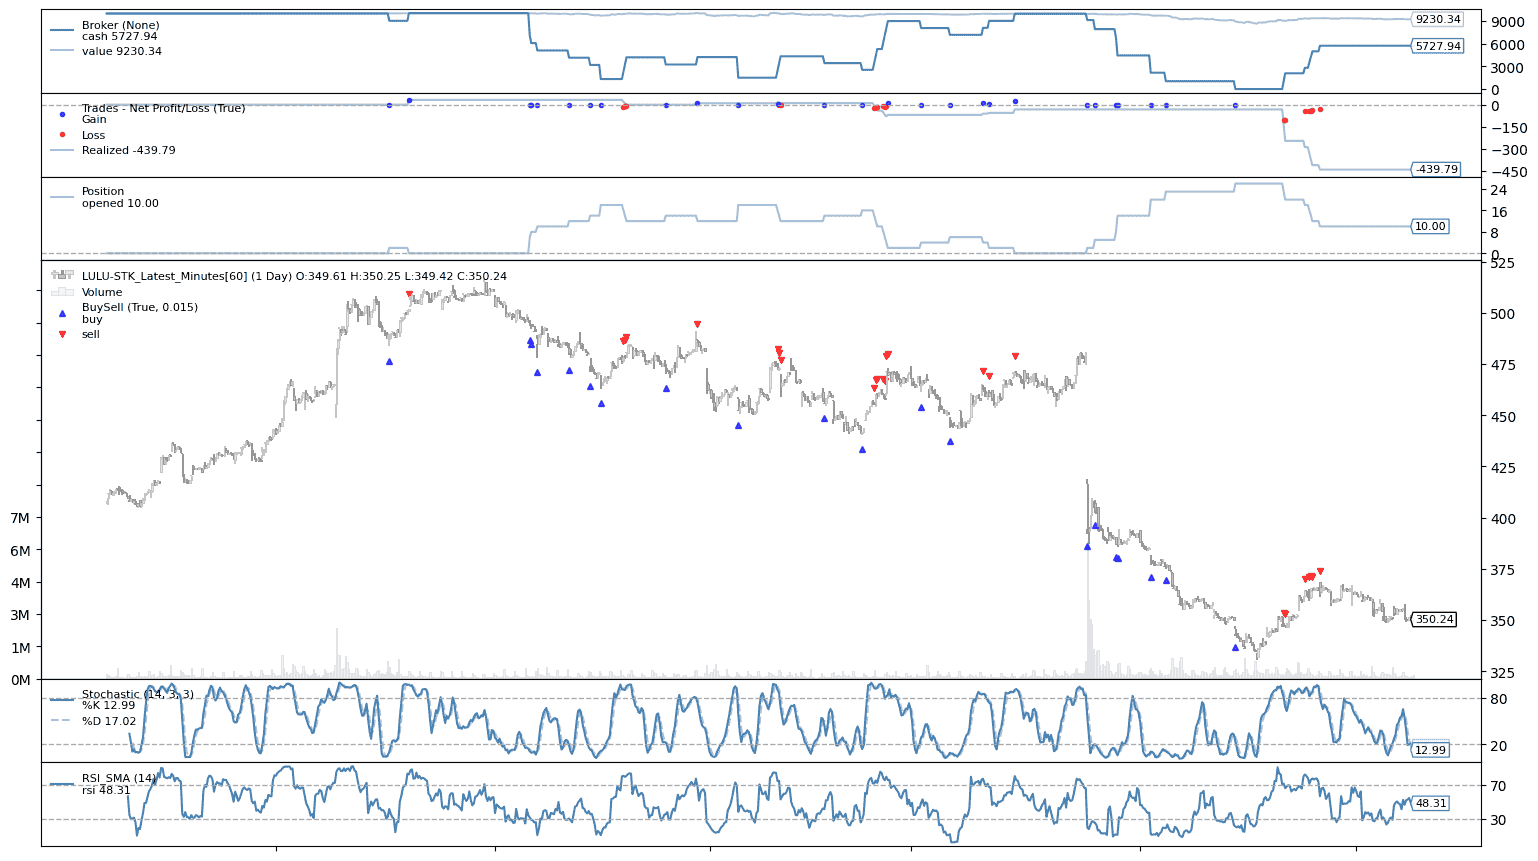 Broker (None)
cash 5727.94
value 9230.34
9230.34
9000
6000
5727.94
3000
0
Trades - Net Profit/Loss (True)
Gain
Loss
Realized -439.79
0
−150
−300
-439.79
−450
Position
opened 10.00
24
16
10.00
8
0
LULU-STK_Latest_Minutes[60] (1 Day) O:349.61 H:350.25 L:349.42 C:350.24
Volume
BuySell (True, 0.015)
buy
sell
525
500
475
450
425
400
375
350
350.24
325
7M
6M
4M
3M
1M
0M
Stochastic (14, 3, 3)
%K 12.99
%D 17.02
80
20
12.99
RSI_SMA (14)
rsi 48.31
70
48.31
30